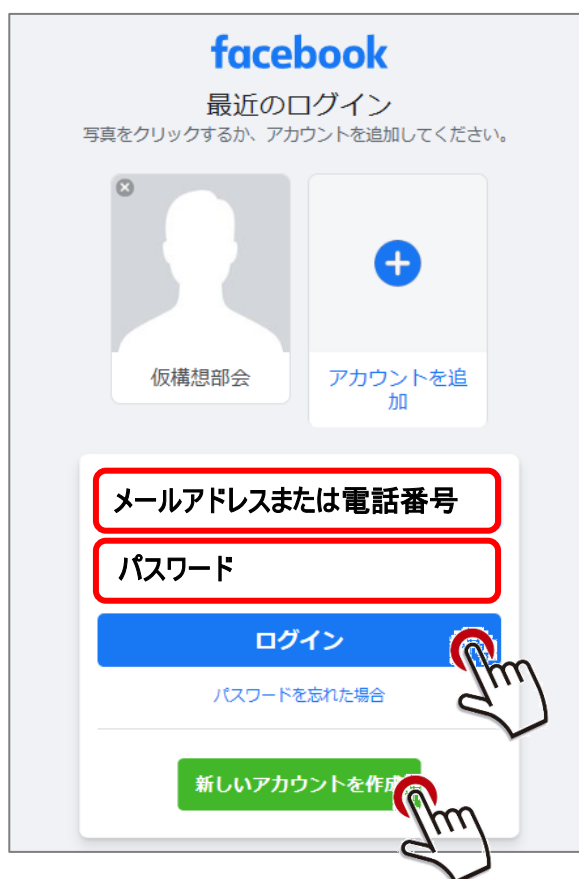 facebook
最近のログイン
写真をクリックするか、アカウントを追加してください。
仮構想部会
アカウントを追
加
メールアドレスまたは電話番号
パスワード
ログイン
パスワードを忘れた場合
新しいアカウントを作成